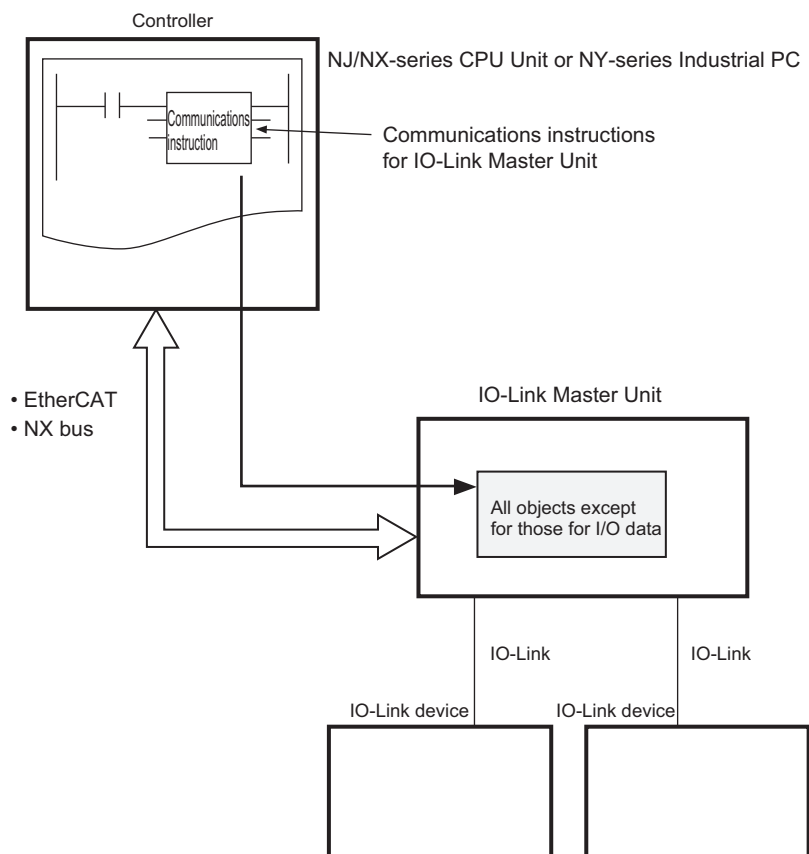 Controller
NJ/NX-series CPU Unit or NY-series Industrial PC
Communications
instruction
Communications instructions
for IO-Link Master Unit
• EtherCAT
• NX bus
IO-Link Master Unit
All objects except
for those for I/O data
IO-Link
IO-Link
IO-Link device
IO-Link device